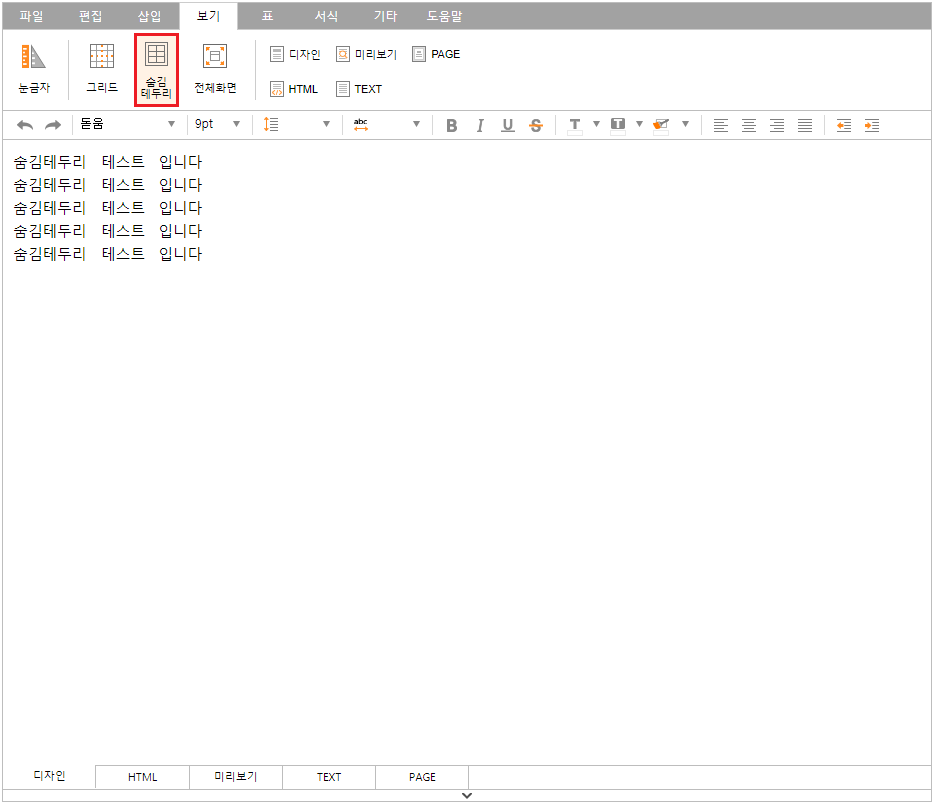 파일 편집 삽입 보기 표 서식 기타 도움말
눈금자 그리드 숨김 테두리 전체화면 디자인 미리보기 PAGE
HTML TEXT
돋움 9pt abc B I U S T T
숨김테두리 테스트 입니다
숨김테두리 테스트 입니다
숨김테두리 테스트 입니다
숨김테두리 테스트 입니다
숨김테두리 테스트 입니다
디자인 HTML 미리보기 TEXT PAGE